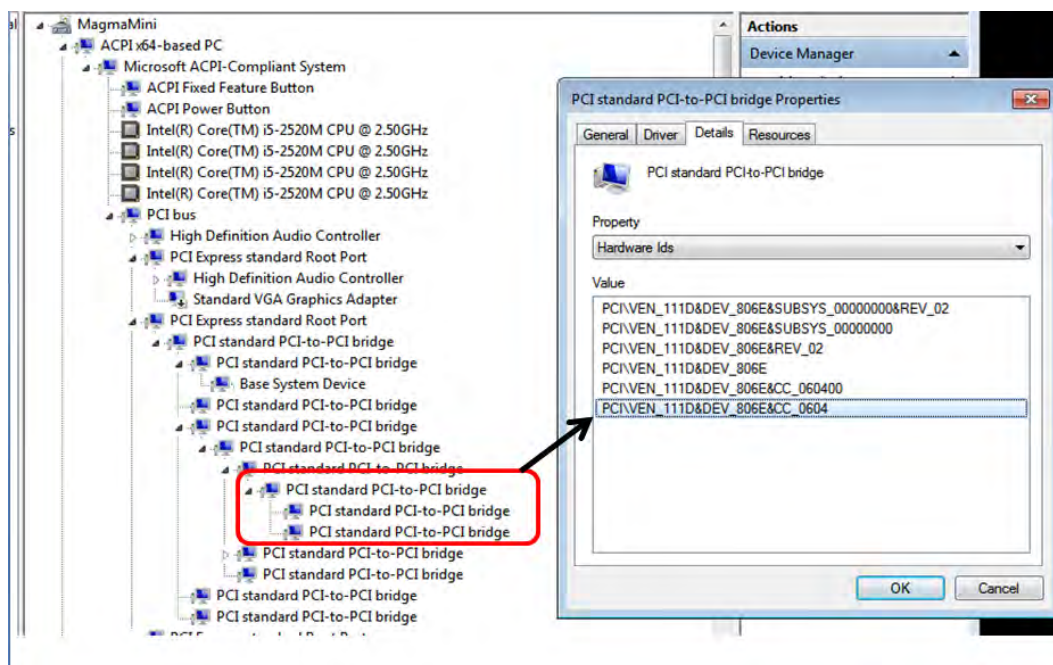 al
MagmaMini
ACPI x64-based PC
Microsoft ACPI-Compliant System
ACPI Fixed Feature Button
ACPI Power Button
s
Intel(R) Core(TM) i5-2520M CPU @ 2.50GHz
Intel(R) Core(TM) i5-2520M CPU @ 2.50GHz
Intel(R) Core(TM) i5-2520M CPU @ 2.50GHz
Intel(R) Core(TM) i5-2520M CPU @ 2.50GHz
PCI bus
High Definition Audio Controller
PCI Express standard Root Port
High Definition Audio Controller
Standard VGA Graphics Adapter
PCI Express standard Root Port
PCI standard PCI-to-PCI bridge
PCI standard PCI-to-PCI bridge
Base System Device
PCI standard PCI-to-PCI bridge
PCI standard PCI-to-PCI bridge
PCI standard PCI-to-PCI bridge
PCI standard PCI-to-PCI bridge
PCI standard PCI-to-PCI bridge
PCI standard PCI-to-PCI bridge
PCI standard PCI-to-PCI bridge
PCI standard PCI-to-PCI bridge
PCI standard PCI-to-PCI bridge
PCI standard PCI-to-PCI bridge
PCI standard PCI-to-PCI bridge
Actions
Device Manager
PCI standard PCI-to-PCI bridge Properties
General Driver Details Resources
PCI standard PCI-to-PCI bridge
Property
Hardware Ids
Value
PCI\VEN_111D&DEV_806E&SUBSYS_00000000&REV_02
PCI\VEN_111D&DEV_806E&SUBSYS_00000000
PCI\VEN_111D&DEV_806E&REV_02
PCI\VEN_111D&DEV_806E
PCI\VEN_111D&DEV_806E&CC_060400
PCI\VEN_111D&DEV_806E&CC_0604
OK Cancel